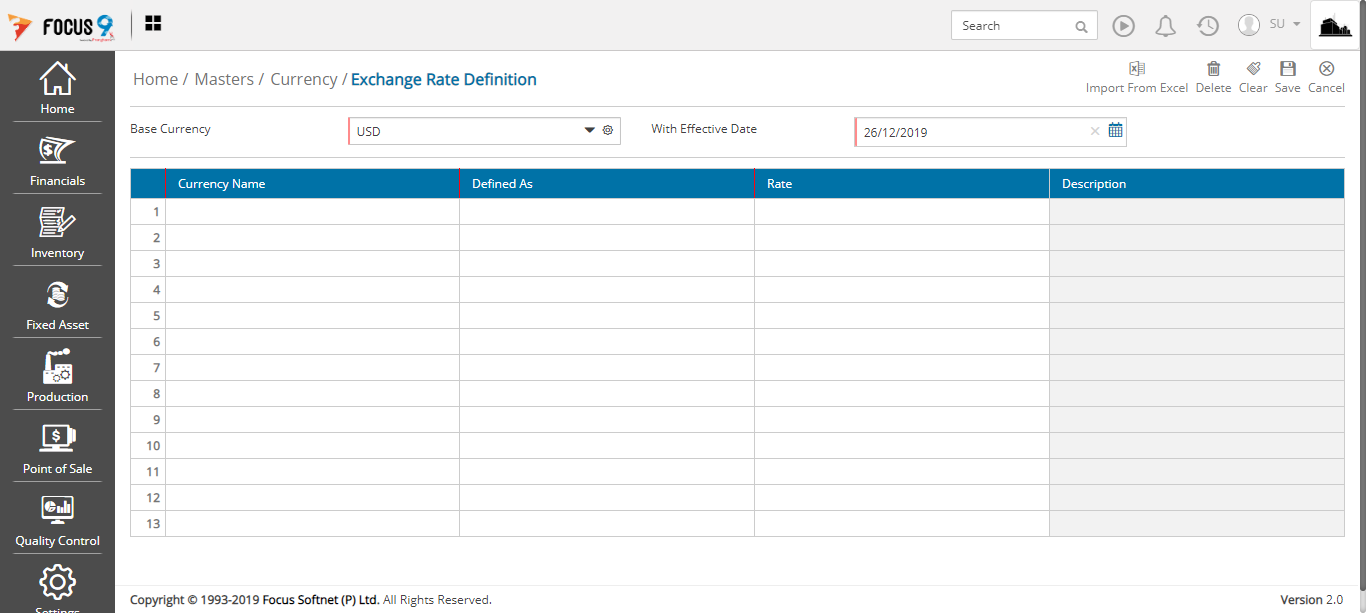 FOCUS 9
Search
SU
Home
Financials
Inventory
Fixed Asset
Production
Point of Sale
Quality Control
Settings
Home / Masters / Currency / Exchange Rate Definition
Import From Excel Delete Clear Save Cancel
Base Currency USD With Effective Date 26/12/2019
Currency Name Defined As Rate Description
1
2
3
4
5
6
7
8
9
10
11
12
13
Copyright © 1993-2019 Focus Softnet (P) Ltd. All Rights Reserved. Version 2.0